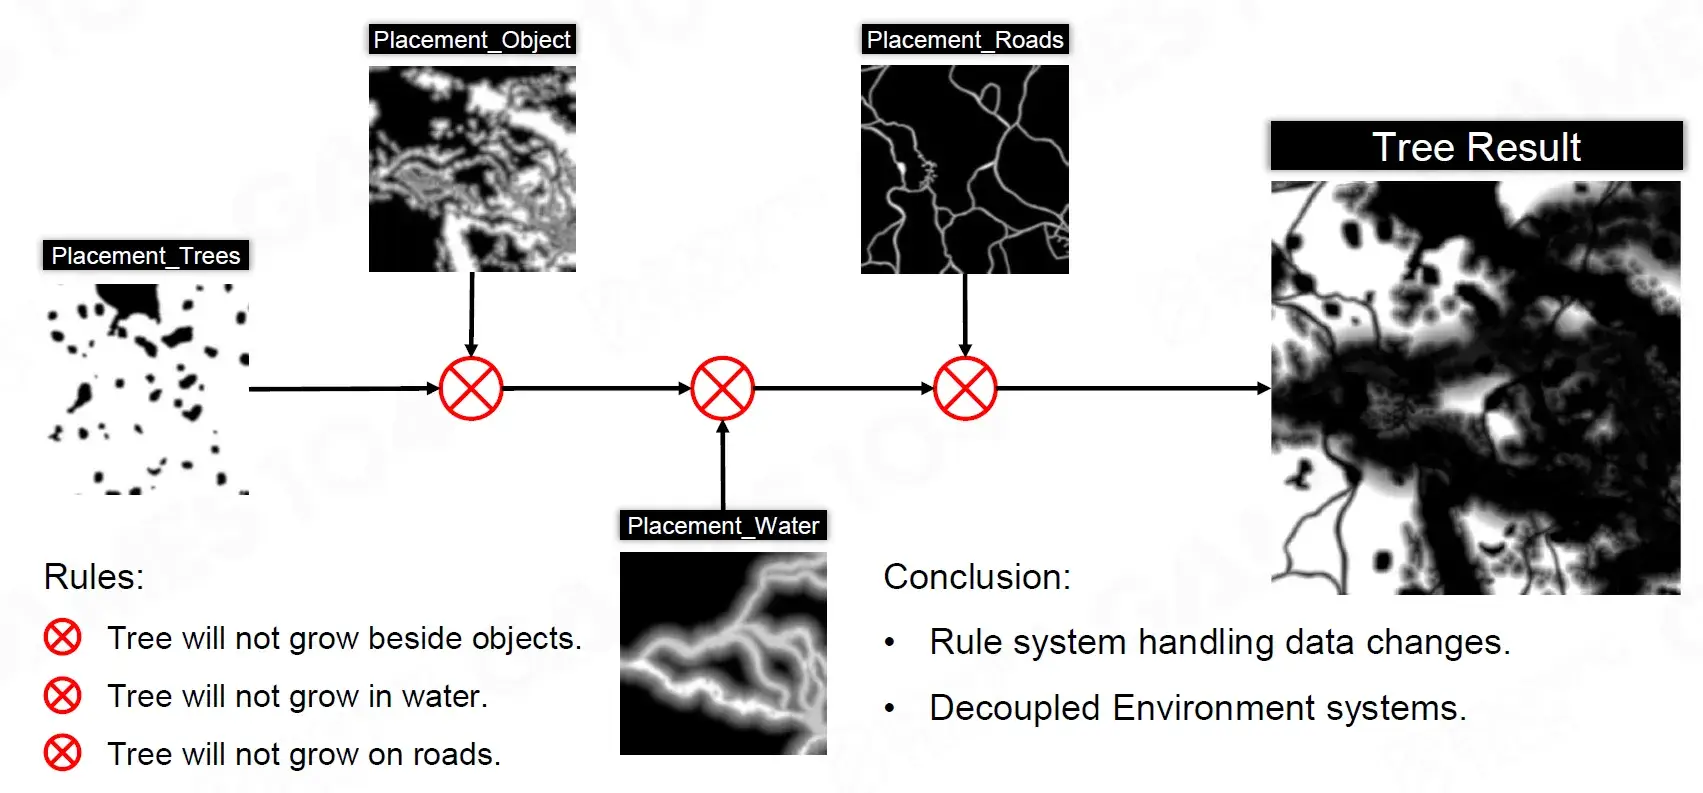 Placement_Object
Placement_Roads
Tree Result
Placement_Trees
Placement_Water
Rules:
Tree will not grow beside objects.
Tree will not grow in water.
Tree will not grow on roads.
Conclusion:
• Rule system handling data changes.
• Decoupled Environment systems.